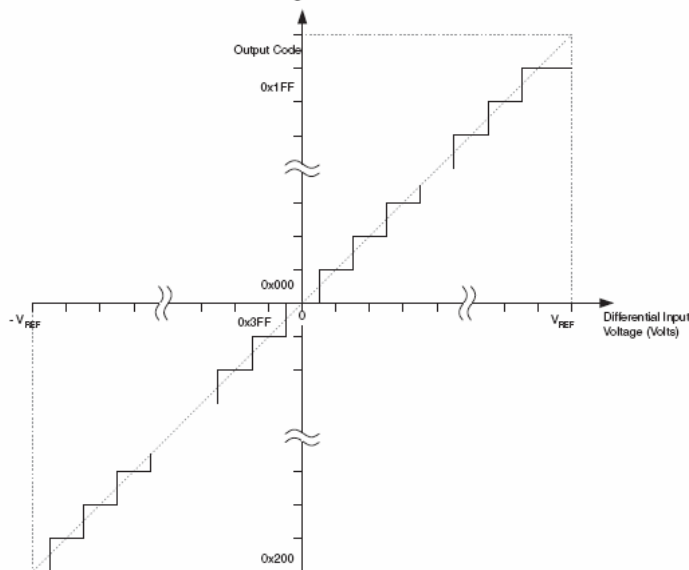 Output Code
0x1FF
0x000
- VREF
0x3FF
0
VREF
Differential Input
Voltage (Volts)
0x200